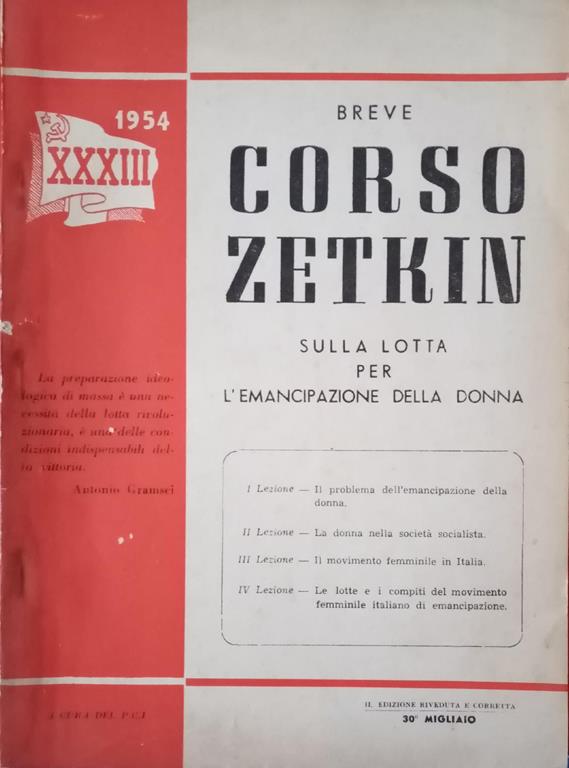 1954
XXXIII
BREVE
CORSO
ZETKIN
SULLA LOTTA
PER
L'EMANCIPAZIONE DELLA DONNA
La preparazione ideo-
logica di massa è una ne-
cessità della lotta rivolu-
zionaria, è una delle con-
dizioni indispensabili del-
la vittoria.
Antonio Gramsci
I Lezione — Il problema dell'emancipazione della
donna.
II Lezione — La donna nella società socialista.
III Lezione — Il movimento femminile in Italia.
IV Lezione — Le lotte e i compiti del movimento
femminile italiano di emancipazione.
A CURA DEL P.C.I
II. EDIZIONE RIVEDUTA E CORRETTA
30° MIGLIAIO